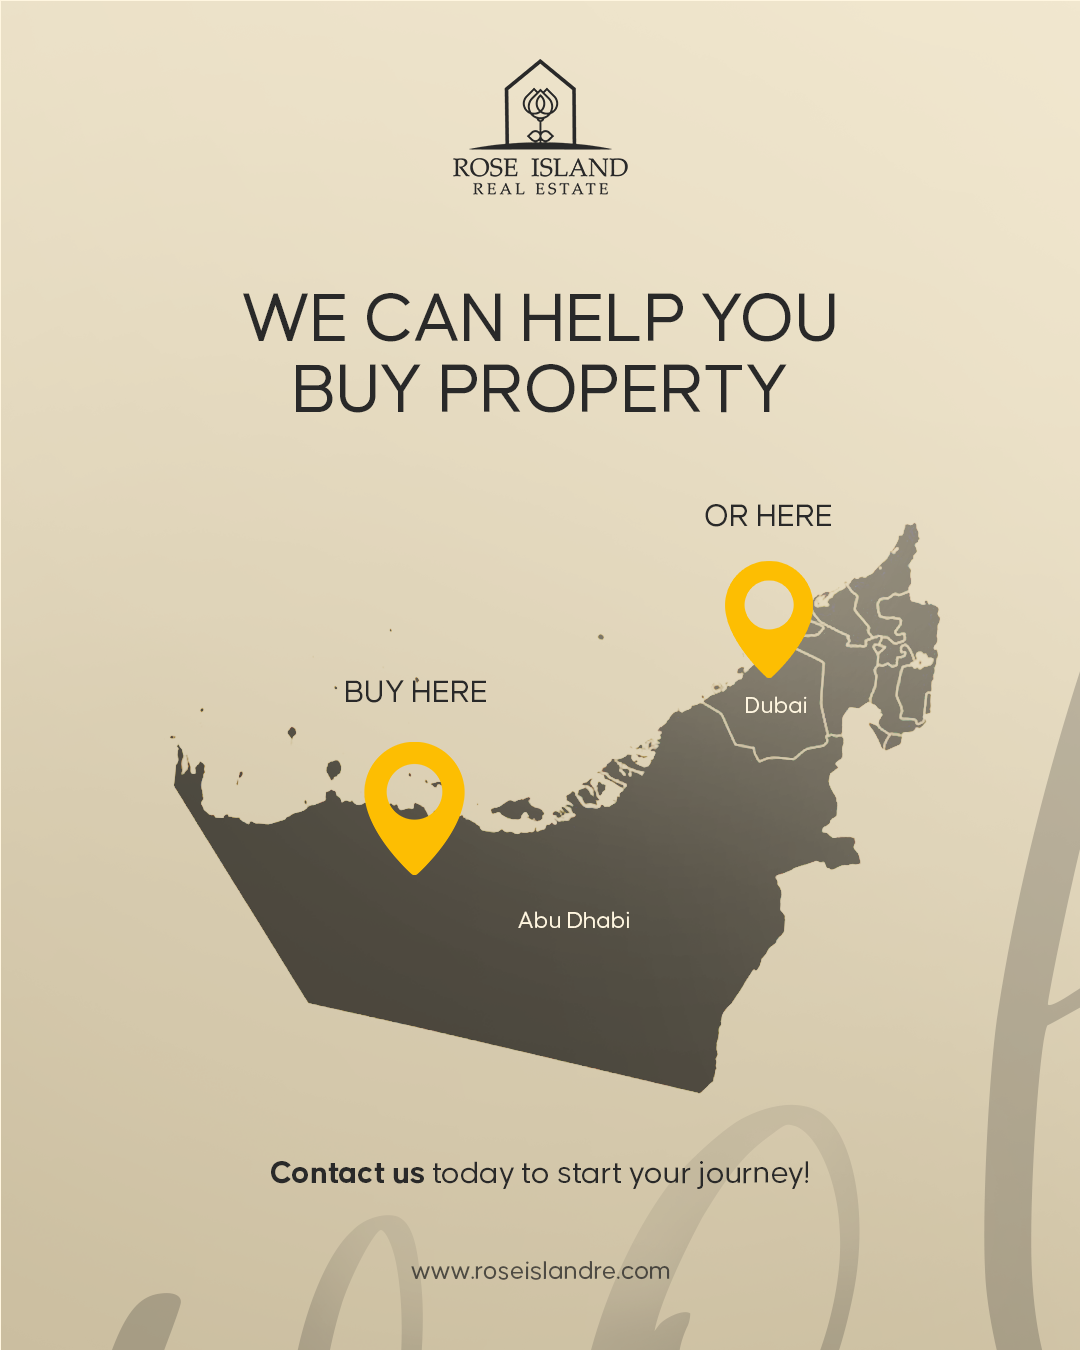 ROSE ISLAND
REAL ESTATE
WE CAN HELP YOU
BUY PROPERTY
OR HERE
BUY HERE
Dubai
Abu Dhabi
Contact us today to start your journey!
www.roseislandre.com